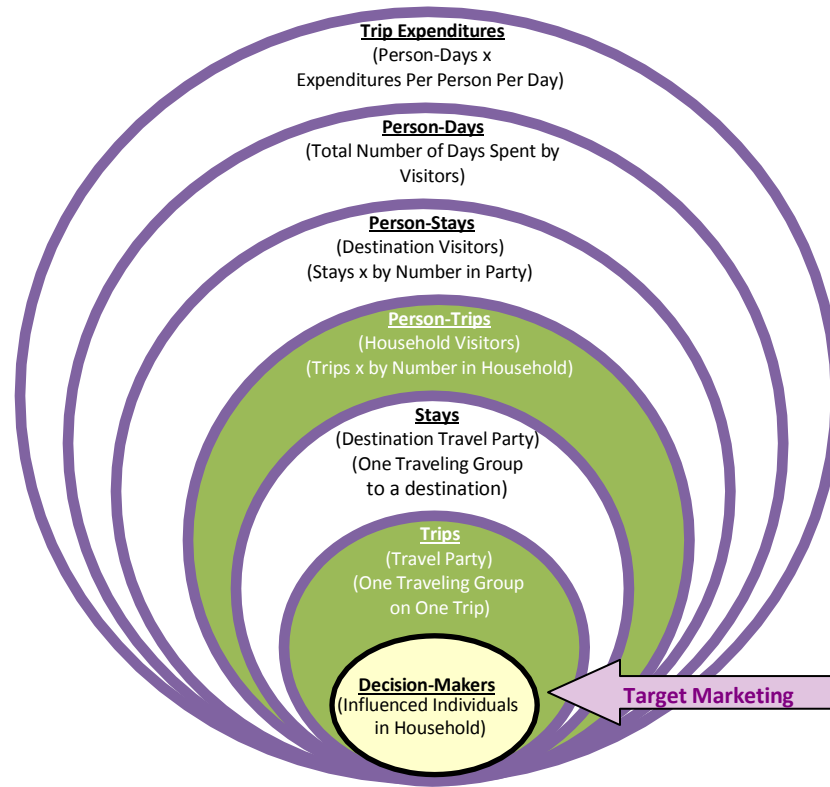 Trip Expenditures
(Person-Days x
Expenditures Per Person Per Day)
Person-Days
(Total Number of Days Spent by
Visitors)
Person-Stays
(Destination Visitors)
(Stays x by Number in Party)
Person-Trips
(Household Visitors)
(Trips x by Number in Household)
Stays
(Destination Travel Party)
(One Traveling Group
to a destination)
Trips
(Travel Party)
(One Traveling Group
on One Trip)
Decision-Makers
(Influenced Individuals
in Household)
Target Marketing